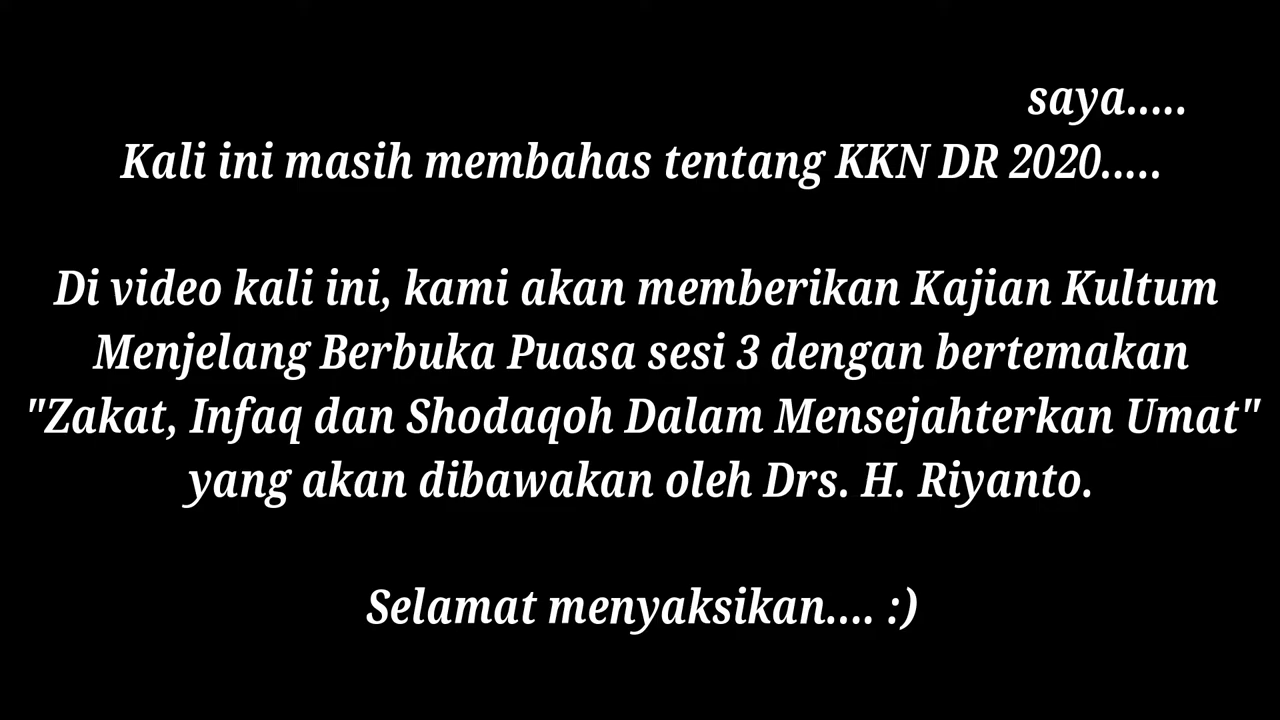 saya.....
Kali ini masih membahas tentang KKN DR 2020.....
Di video kali ini, kami akan memberikan Kajian Kultum
Menjelang Berbuka Puasa sesi 3 dengan bertemakan
"Zakat, Infaq dan Shodaqoh Dalam Mensejahterkan Umat"
yang akan dibawakan oleh Drs. H. Riyanto.
Selamat menyaksikan.... :)